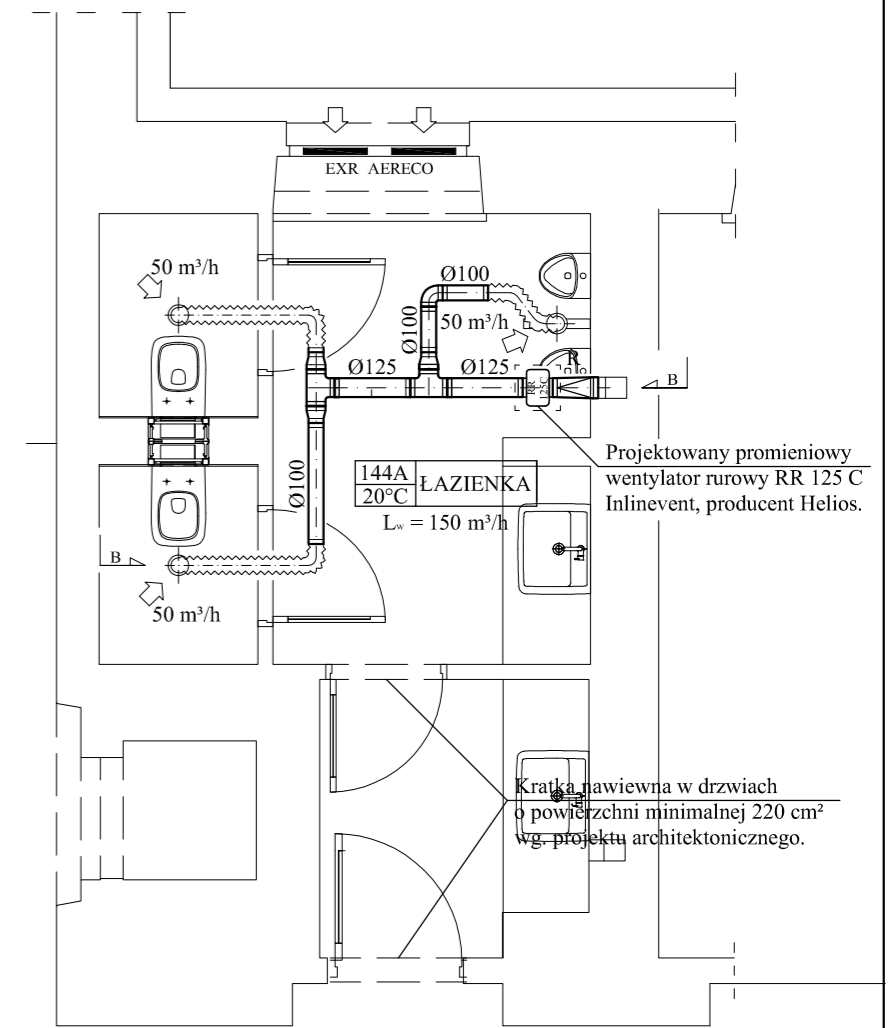 EXR AERECO
50 m³/h
Ø100
50 m³/h
Ø100
Ø125
Ø125
R
RR
125C
B
Projektowany promieniowy
wentylator rurowy RR 125 C
Inlinevent, producent Helios.
144A
20°C
ŁAZIENKA
Lw = 150 m³/h
Ø100
B
50 m³/h
Kratka nawiewna w drzwiach
o powierzchni minimalnej 220 cm²
wg. projektu architektonicznego.